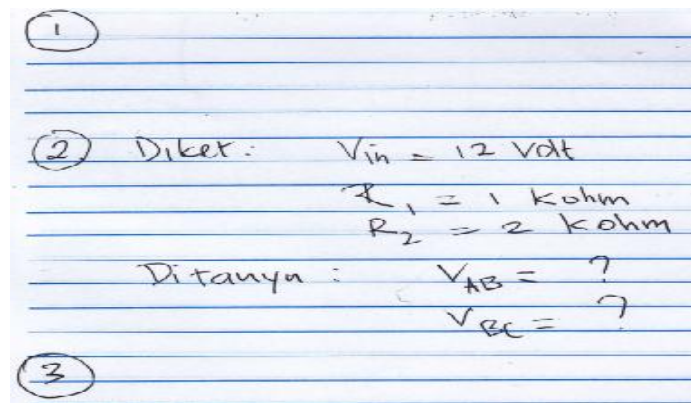 1
2 Diket: Vin = 12 Volt
R1 = 1 kohm
R2 = 2 kohm
Ditanya : VAB = ?
VBC = ?
3